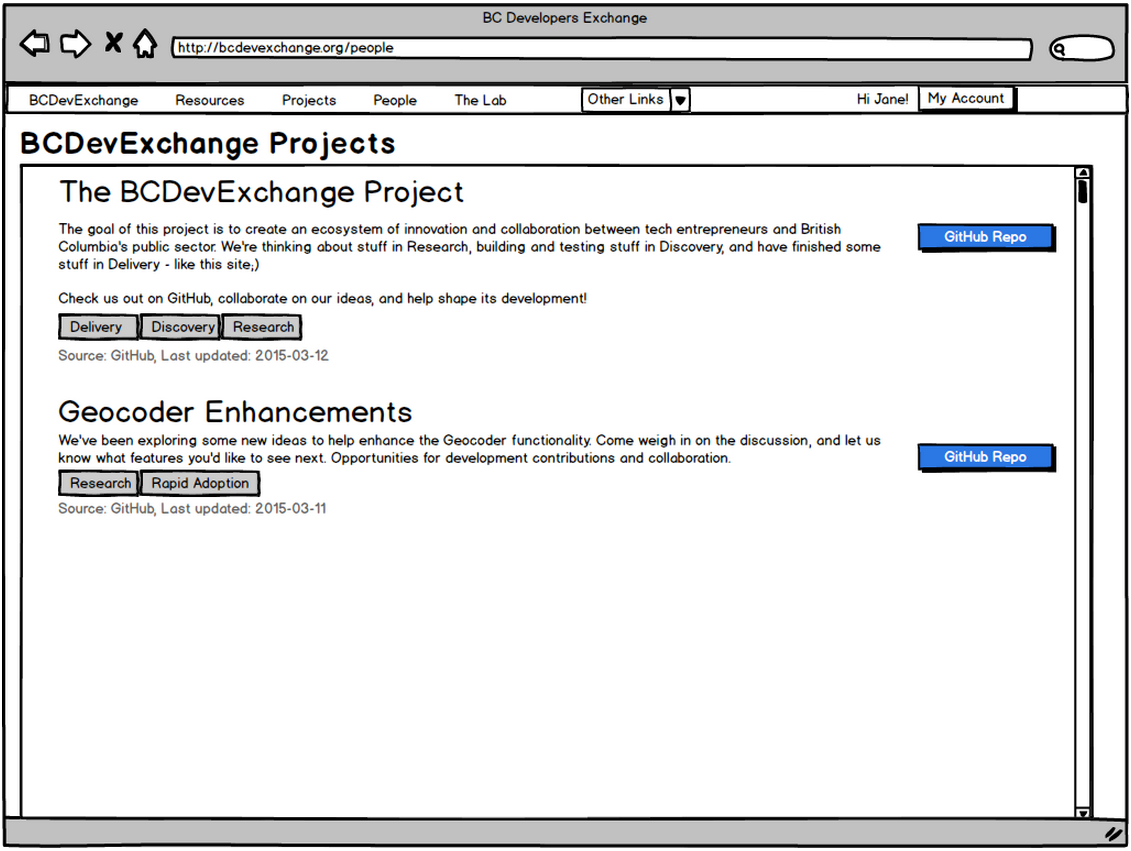 BC Developers Exchange
http://bcdevexchange.org/people
BCDevExchange Resources Projects People The Lab Other Links Hi Jane! My Account
BCDevExchange Projects
The BCDevExchange Project
The goal of this project is to create an ecosystem of innovation and collaboration between tech entrepreneurs and British
Columbia's public sector. We're thinking about stuff in Research, building and testing stuff in Discovery, and have finished some
stuff in Delivery - like this site;)
GitHub Repo
Check us out on GitHub, collaborate on our ideas, and help shape its development!
Delivery Discovery Research
Source: GitHub, Last updated: 2015-03-12
Geocoder Enhancements
We've been exploring some new ideas to help enhance the Geocoder functionality. Come weigh in on the discussion, and let us
know what features you'd like to see next. Opportunities for development contributions and collaboration.
GitHub Repo
Research Rapid Adoption
Source: GitHub, Last updated: 2015-03-11